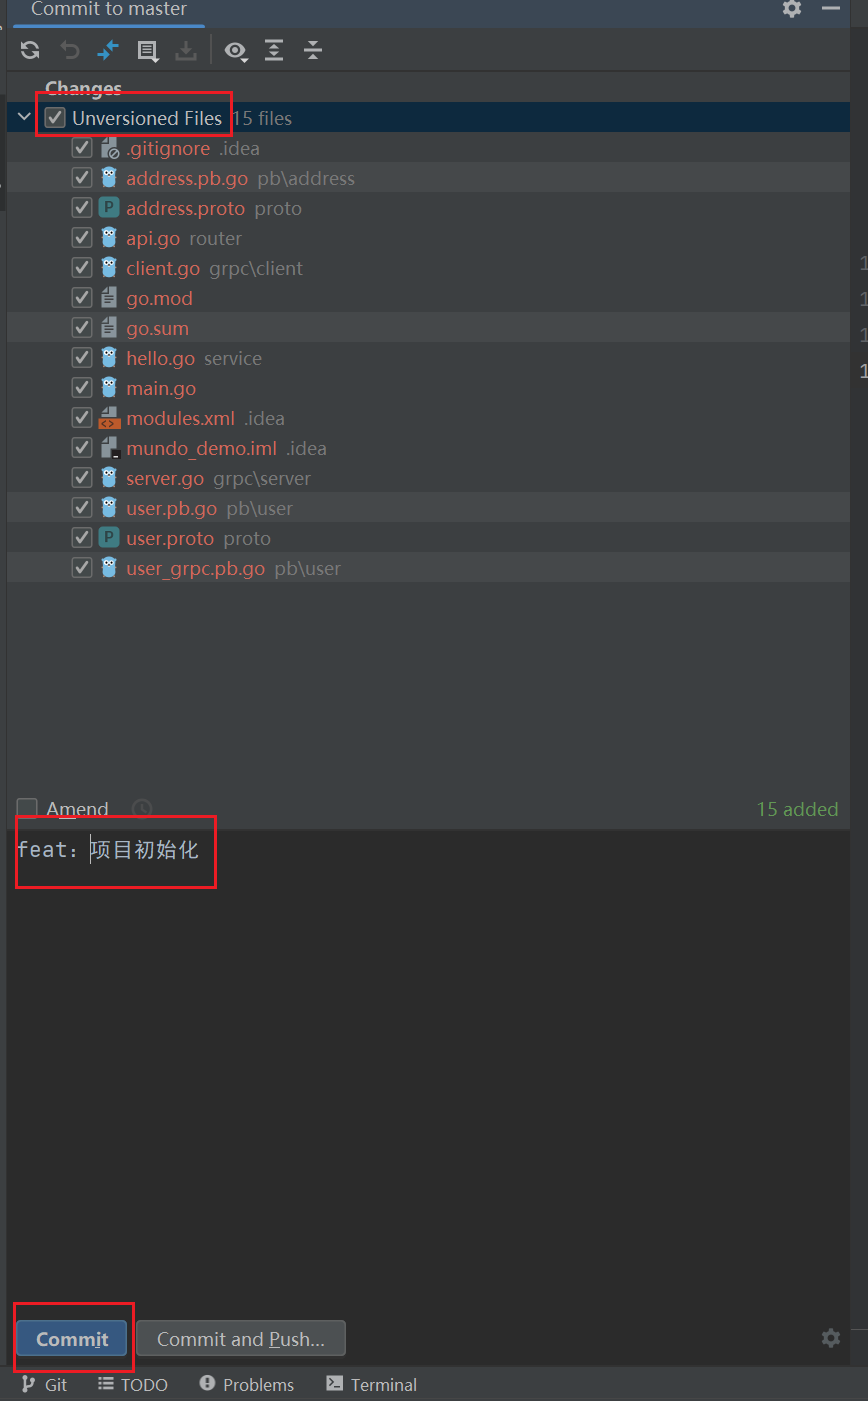 Commit to master
Changes
Unversioned Files 15 files
.gitignore .idea
address.pb.go pb\address
P address.proto proto
api.go router
client.go grpc\client
go.mod
go.sum
hello.go service
main.go
modules.xml .idea
mundo_demo.iml .idea
server.go grpc\server
user.pb.go pb\user
P user.proto proto
user_grpc.pb.go pb\user
Amend 15 added
feat：项目初始化
Commit Commit and Push...
Git TODO Problems Terminal